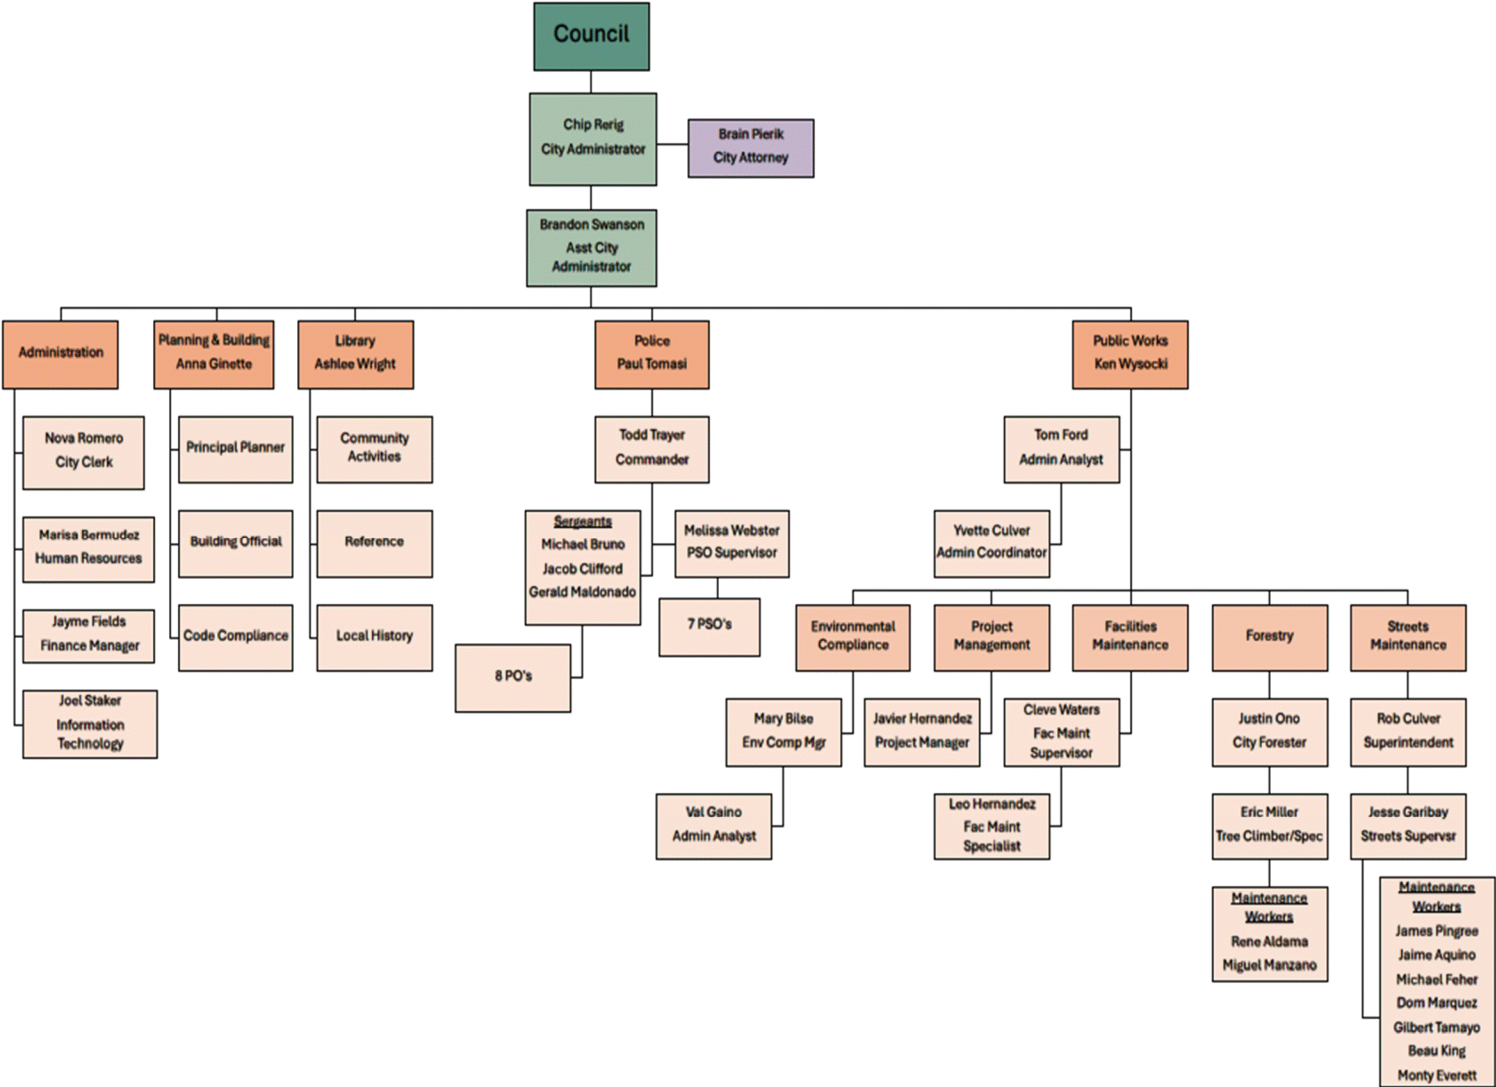 Council
Chip Rerig
City Administrator
Brain Pierik
City Attorney
Brandon Swanson
Asst City
Administrator
Administration
Planning & Building
Anna Ginette
Library
Ashlee Wright
Police
Paul Tomasi
Public Works
Ken Wysocki
Nova Romero
City Clerk
Marisa Bermudez
Human Resources
Jayme Fields
Finance Manager
Joel Staker
Information
Technology
Principal Planner
Building Official
Code Compliance
Community
Activities
Reference
Local History
Todd Trayer
Commander
Sergeants
Michael Bruno
Jacob Clifford
Gerald Maldonado
Melissa Webster
PSO Supervisor
7 PSO's
8 PO's
Tom Ford
Admin Analyst
Yvette Culver
Admin Coordinator
Environmental
Compliance
Mary Bilse
Env Comp Mgr
Val Gaino
Admin Analyst
Project
Management
Javier Hernandez
Project Manager
Facilities
Maintenance
Cleve Waters
Fac Maint
Supervisor
Leo Hernandez
Fac Maint
Specialist
Forestry
Justin Ono
City Forester
Eric Miller
Tree Climber/Spec
Maintenance
Workers
Rene Aldama
Miguel Manzano
Streets
Maintenance
Rob Culver
Superintendent
Jesse Garibay
Streets Supervsr
Maintenance
Workers
James Pingree
Jaime Aquino
Michael Feher
Dom Marquez
Gilbert Tamayo
Beau King
Monty Everett